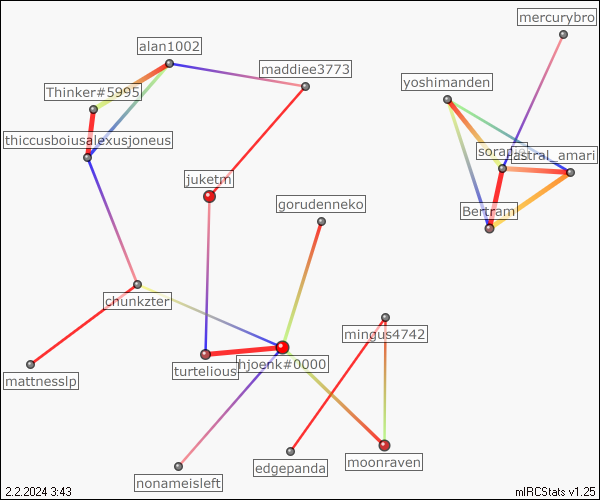 mercurybro
alan1002
maddiee3773
yoshimanden
Thinker#5995
thiccusboiusalexusjoneus
astral_amari
juketm
gorudenneko
Bertram
chunkzter
mingus4742
hjoenk#0000
turtelious
mattnesslp
moonraven
edgepanda
nonameisleft
2.2.2024 3:43
mIRCStats v1.25